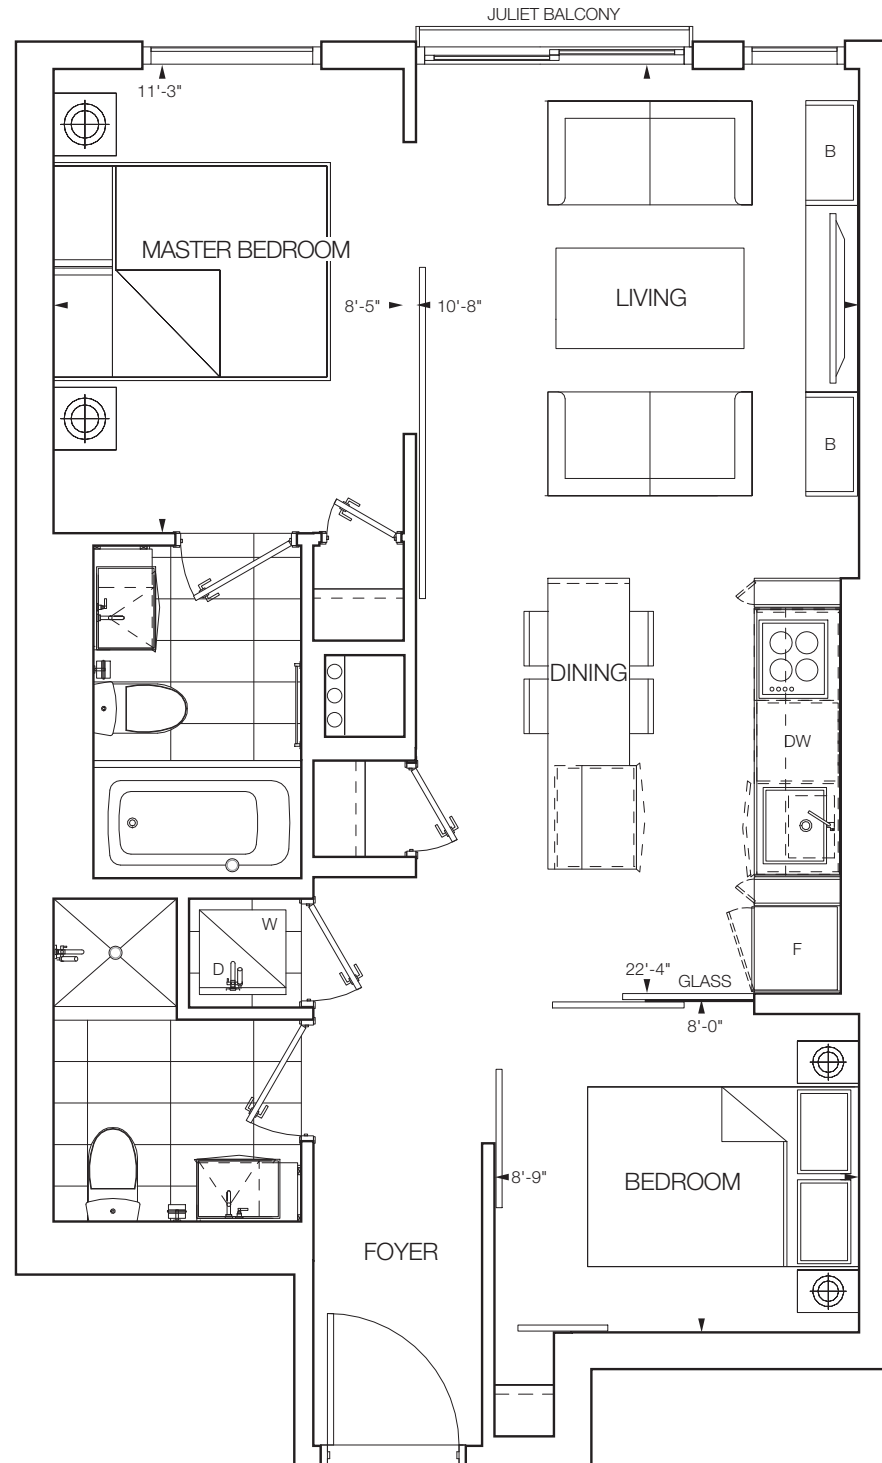 JULIET BALCONY
11'-3"
B
MASTER BEDROOM
8'-5"
10'-8"
LIVING
B
DINING
DW
W
D
F
22'-4"
GLASS
8'-0"
8'-9"
BEDROOM
FOYER